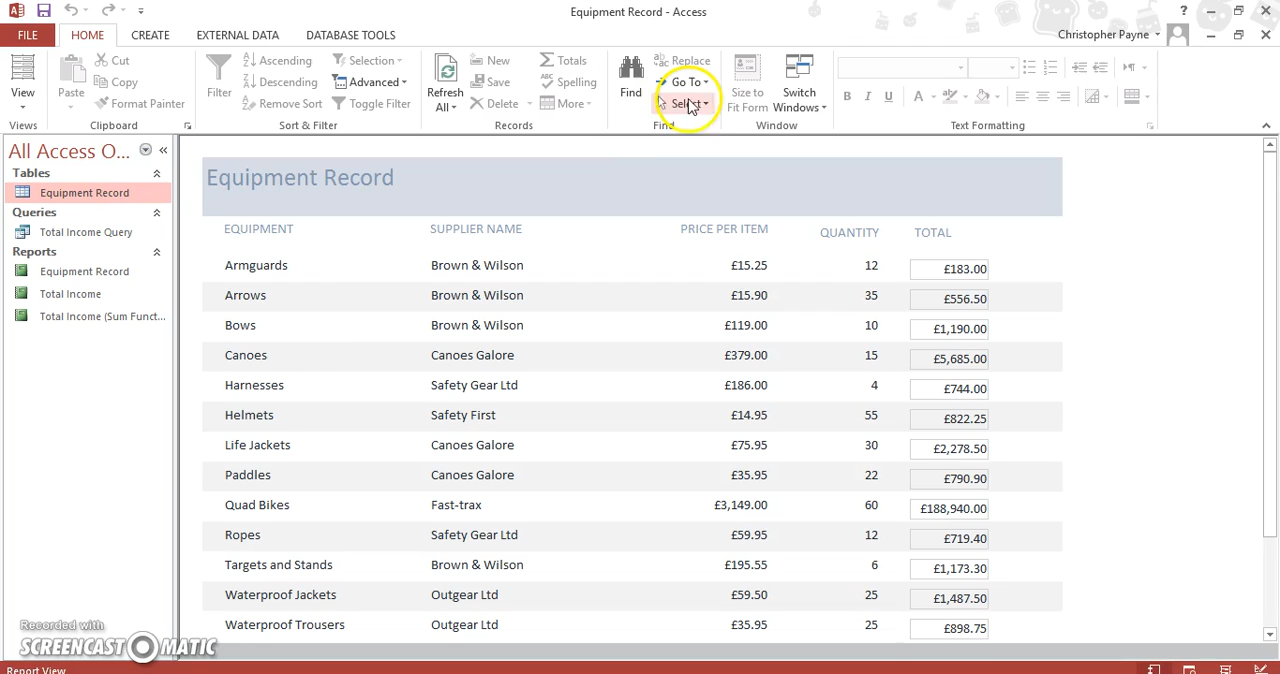 Equipment Record - Access
?
FILE HOME CREATE EXTERNAL DATA DATABASE TOOLS Christopher Payne
View
Views
Paste
Cut
Copy
Format Painter
Clipboard
Filter
Ascending
Descending
Remove Sort
Selection
Advanced
Toggle Filter
Sort & Filter
Refresh
All
New
Save
Delete
Totals
Spelling
More
Records
Find
Replace
Go To
Select
Find
Size to
Fit Form
Switch
Windows
Window
B I U A
Text Formatting
All Access O...
Tables
Equipment Record
Queries
Total Income Query
Reports
Equipment Record
Total Income
Total Income (Sum Funct...
Equipment Record
EQUIPMENT SUPPLIER NAME PRICE PER ITEM QUANTITY TOTAL
Armguards Brown & Wilson £15.25 12 £183.00
Arrows Brown & Wilson £15.90 35 £556.50
Bows Brown & Wilson £119.00 10 £1,190.00
Canoes Canoes Galore £379.00 15 £5,685.00
Harnesses Safety Gear Ltd £186.00 4 £744.00
Helmets Safety First £14.95 55 £822.25
Life Jackets Canoes Galore £75.95 30 £2,278.50
Paddles Canoes Galore £35.95 22 £790.90
Quad Bikes Fast-trax £3,149.00 60 £188,940.00
Ropes Safety Gear Ltd £59.95 12 £719.40
Targets and Stands Brown & Wilson £195.55 6 £1,173.30
Waterproof Jackets Outgear Ltd £59.50 25 £1,487.50
Waterproof Trousers Outgear Ltd £35.95 25 £898.75
Recorded with
SCREENCAST MATIC
Report View